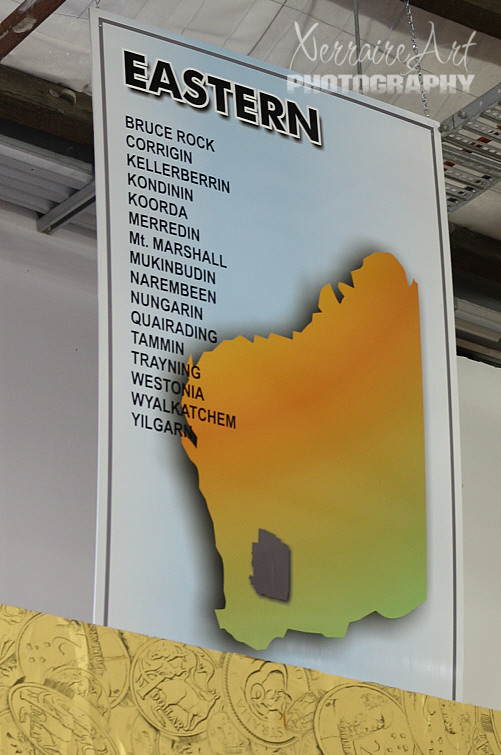 XerraireArt
PHOTOGRAPHY
EASTERN
BRUCE ROCK
CORRIGIN
KELLERBERRIN
KONDININ
KOORDA
MERREDIN
Mt. MARSHALL
MUKINBUDIN
NAREMBEEN
NUNGARIN
QUAIRADING
TAMMIN
TRAYNING
WESTONIA
WYALKATCHEM
YILGARN